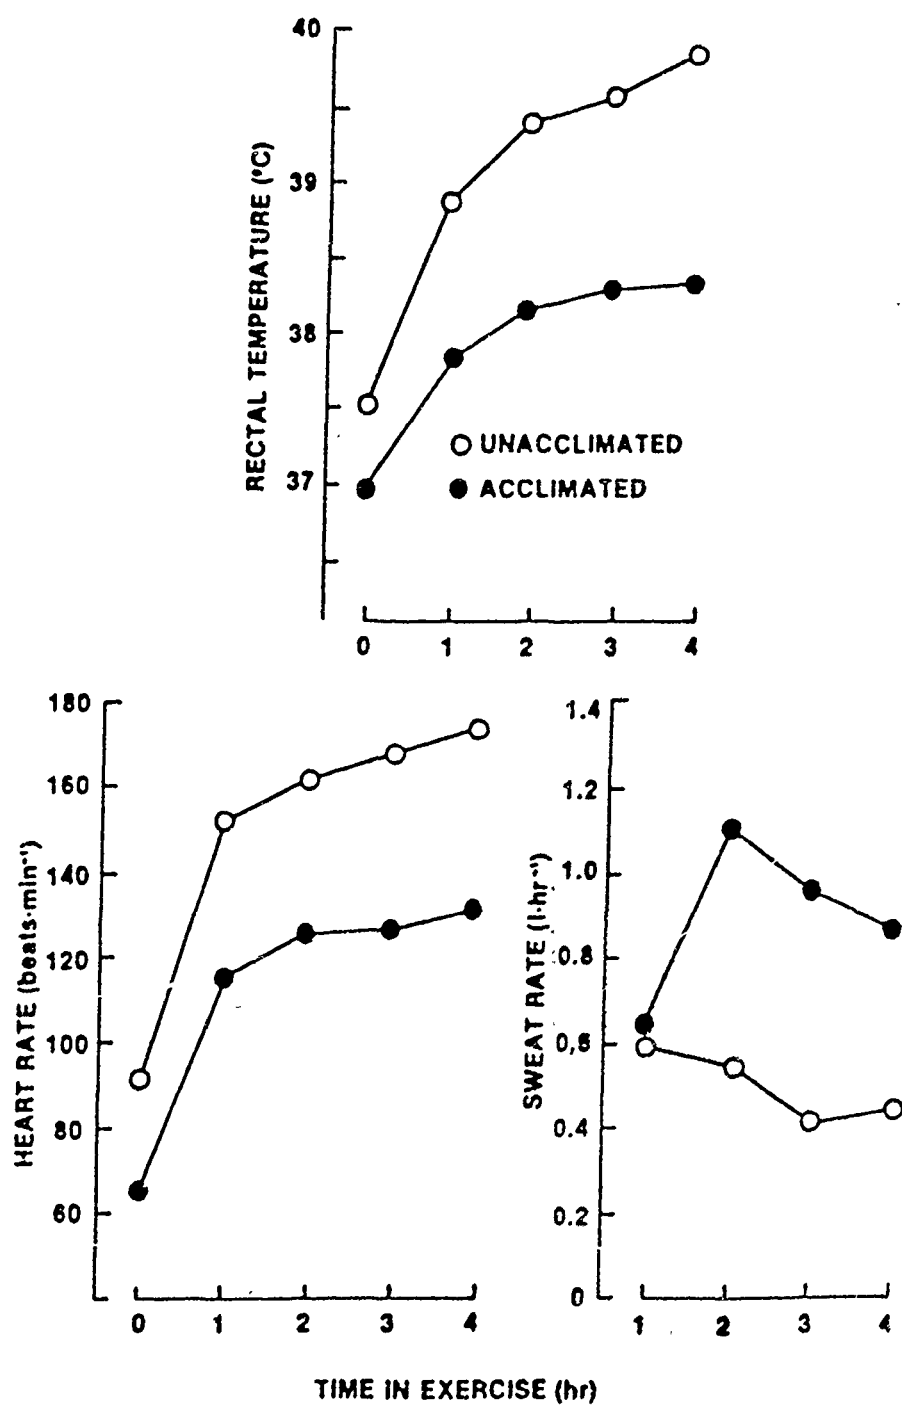 40
39
38
37
RECTAL TEMPERATURE (°C)
UNACCLIMATED
ACCLIMATED
0 1 2 3 4
180
160
140
120
100
80
60
HEART RATE (beats·min⁻¹)
0 1 2 3 4
1.4
1.2
1.0
0.8
0.6
0.4
0.2
0
SWEAT RATE (l·hr⁻¹)
1 2 3 4
TIME IN EXERCISE (hr)